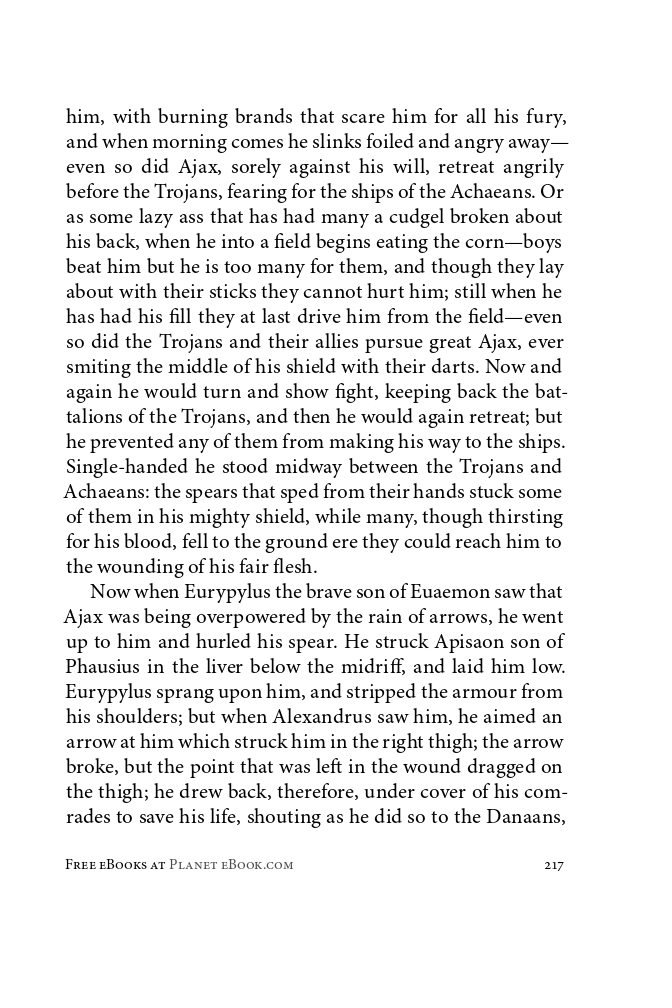 him, with burning brands that scare him for all his fury,
and when morning comes he slinks foiled and angry away—
even so did Ajax, sorely against his will, retreat angrily
before the Trojans, fearing for the ships of the Achaeans. Or
as some lazy ass that has had many a cudgel broken about
his back, when he into a field begins eating the corn—boys
beat him but he is too many for them, and though they lay
about with their sticks they cannot hurt him; still when he
has had his fill they at last drive him from the field—even
so did the Trojans and their allies pursue great Ajax, ever
smiting the middle of his shield with their darts. Now and
again he would turn and show fight, keeping back the bat-
talions of the Trojans, and then he would again retreat; but
he prevented any of them from making his way to the ships.
Single-handed he stood midway between the Trojans and
Achaeans: the spears that sped from their hands stuck some
of them in his mighty shield, while many, though thirsting
for his blood, fell to the ground ere they could reach him to
the wounding of his fair flesh.
Now when Eurypylus the brave son of Euaemon saw that
Ajax was being overpowered by the rain of arrows, he went
up to him and hurled his spear. He struck Apisaon son of
Phausius in the liver below the midriff, and laid him low.
Eurypylus sprang upon him, and stripped the armour from
his shoulders; but when Alexandrus saw him, he aimed an
arrow at him which struck him in the right thigh; the arrow
broke, but the point that was left in the wound dragged on
the thigh; he drew back, therefore, under cover of his com-
rades to save his life, shouting as he did so to the Danaans,
Free eBooks at Planet eBook.com 217